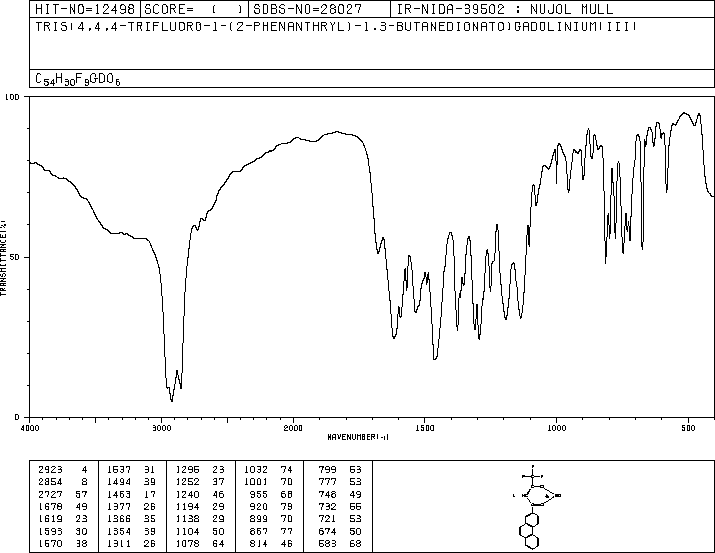 HIT-NO=12498 SCORE= ( ) SDBS-NO=28027 IR-NIDA-39502 : NUJOL MULL
TRIS(4,4,4-TRIFLUORO-1-(2-PHENANTHRYL)-1,3-BUTANEDIONATO)GADOLINIUM(III)
C54H30F9GDO6
100
50
0
TRANSMITTANCE(%)
4000 3000 2000 1500 1000 500
WAVENUMBER(-1)
2923 4 1537 31 1296 23 1032 74 799 53
2854 8 1494 39 1252 37 1001 70 777 53
2727 57 1463 17 1240 46 955 68 748 49
1678 49 1377 26 1194 29 920 79 732 55
1619 23 1366 35 1138 29 899 70 721 53
1593 30 1354 39 1104 50 867 77 674 50
1570 38 1311 26 1078 64 814 46 583 68